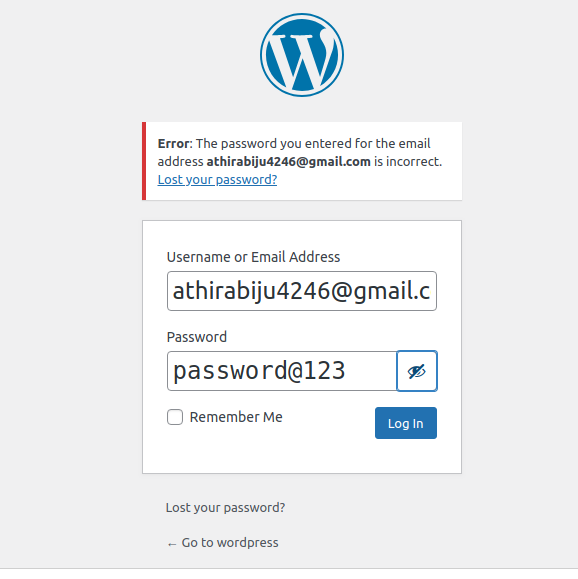 Error: The password you entered for the email
address athirabiju4246@gmail.com is incorrect.
Lost your password?
Username or Email Address
athirabiju4246@gmail.c
Password
password@123
Remember Me
Log In
Lost your password?
← Go to wordpress